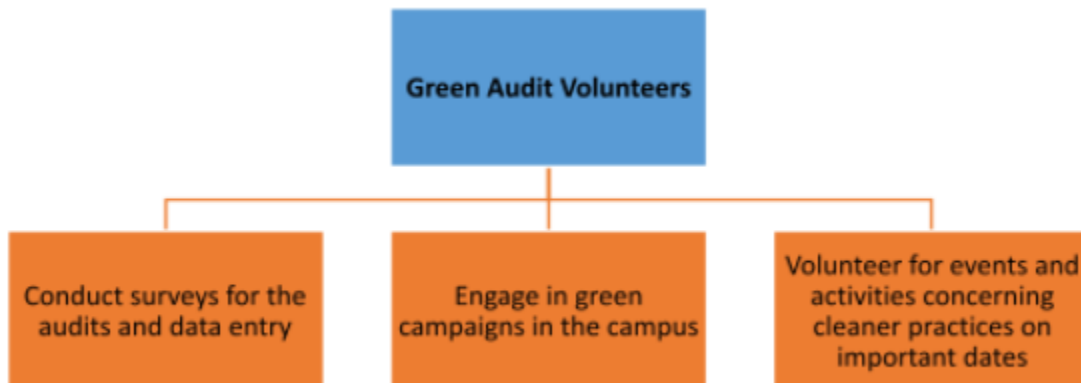 Green Audit Volunteers
Conduct surveys for the
audits and data entry
Engage in green
campaigns in the campus
Volunteer for events and
activities concerning
cleaner practices on
important dates